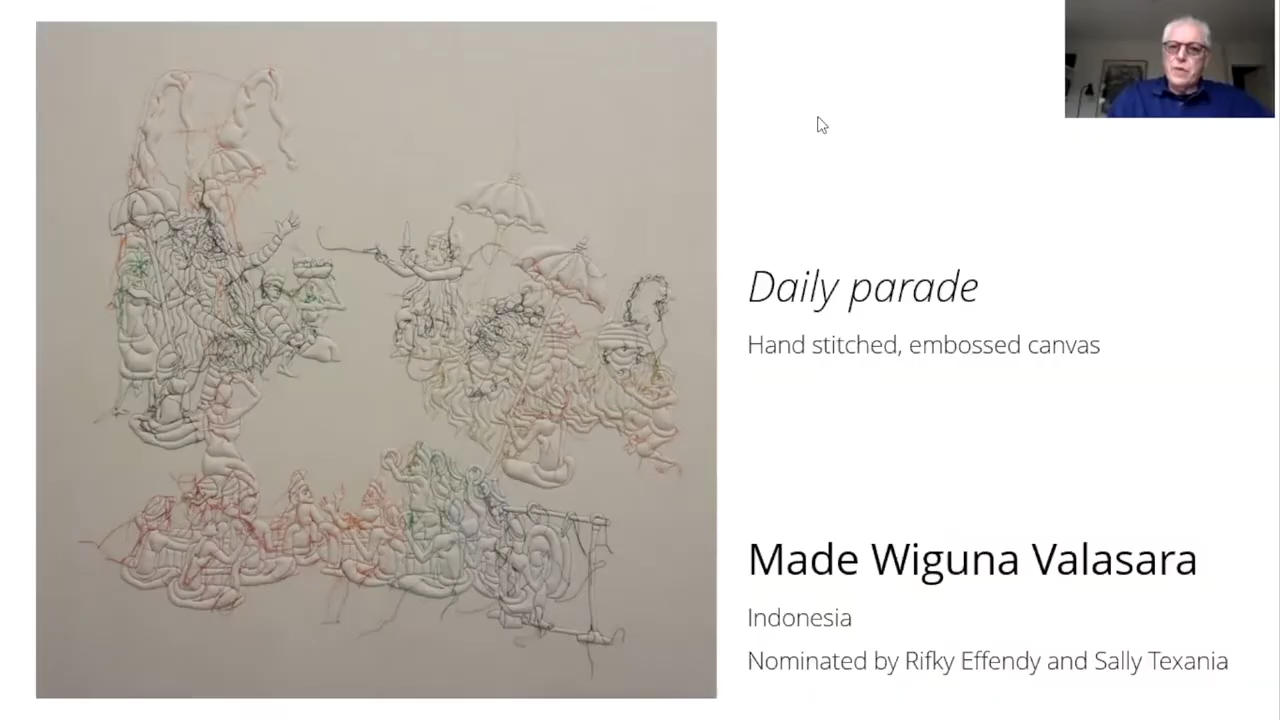 Daily parade
Hand stitched, embossed canvas
Made Wiguna Valasara
Indonesia
Nominated by Rifky Effendy and Sally Texania